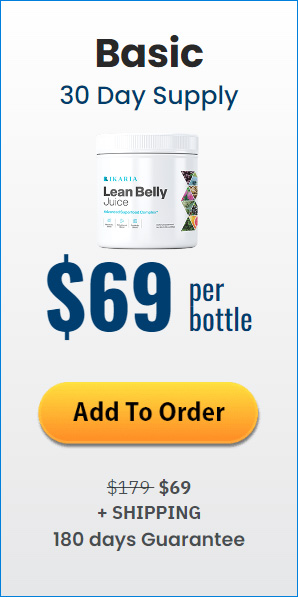 Basic
30 Day Supply
IKARIA
Lean Belly
Juice
$69 per
bottle
Add To Order
$179 $69
+ SHIPPING
180 days Guarantee